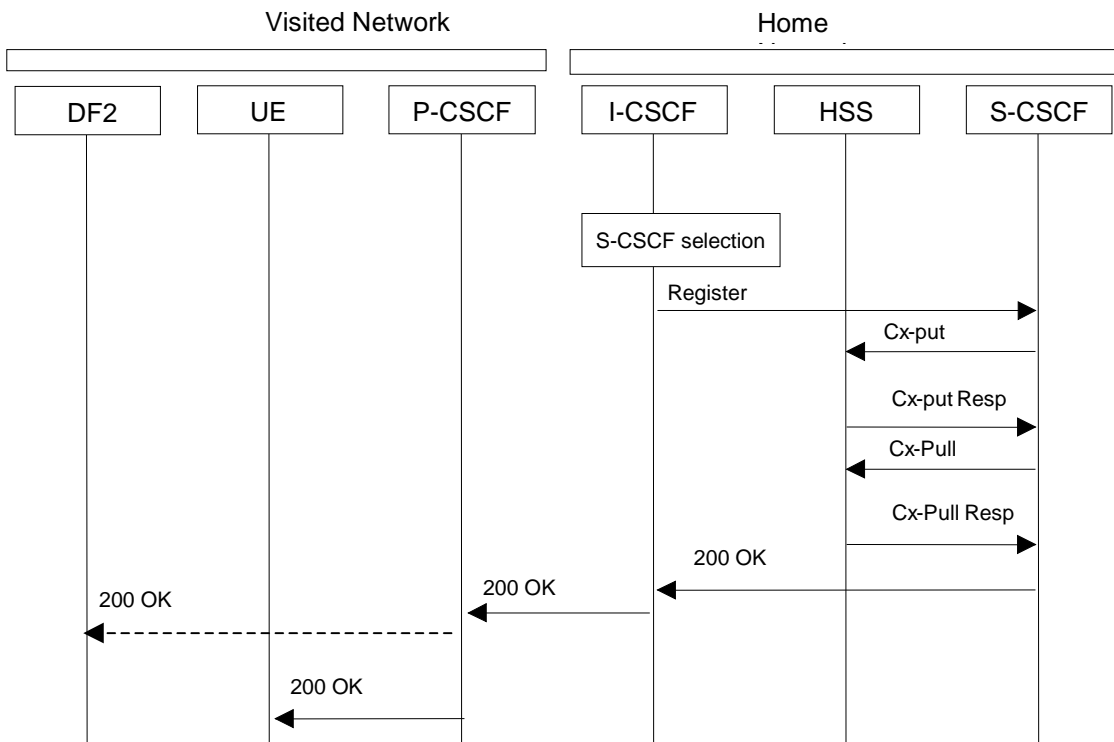 Visited Network
Home
DF2
UE
P-CSCF
I-CSCF
HSS
S-CSCF
S-CSCF selection
Register
Cx-put
Cx-put Resp
Cx-Pull
Cx-Pull Resp
200 OK
200 OK
200 OK
200 OK